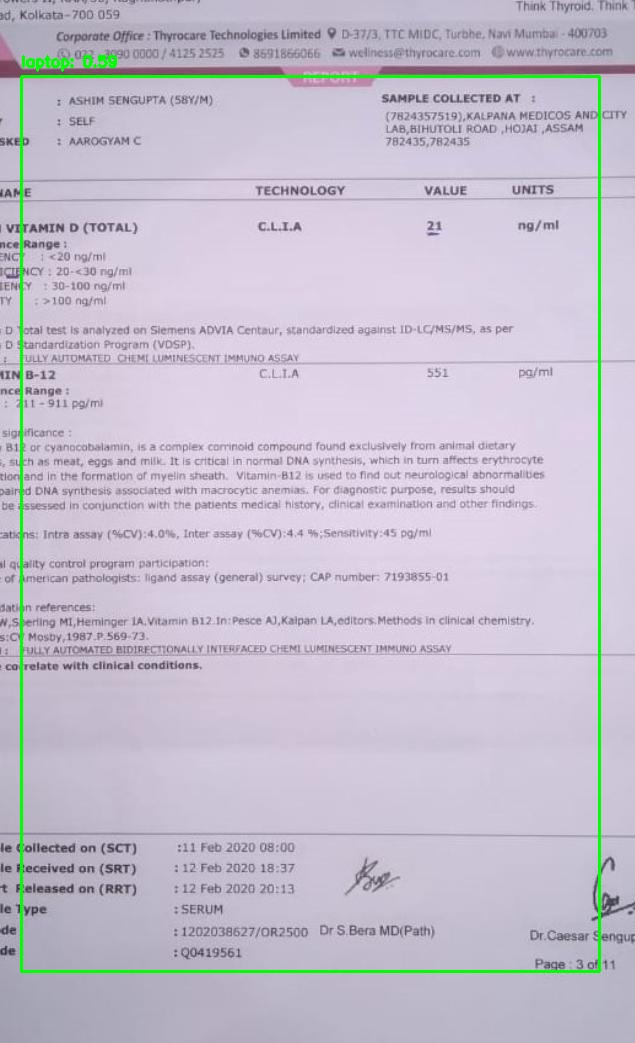 Think Thyroid. Think
ad, Kolkata-700 059
Corporate Office : Thyrocare Technologies Limited D-37/3, TTC MIDC, Turbhe, Navi Mumbai - 400703
022 - 3090 0000 / 4125 2525 8691866066 wellness@thyrocare.com www.thyrocare.com
laptop: 0.59
REPORT
: ASHIM SENGUPTA (58Y/M)
SAMPLE COLLECTED AT :
: SELF
(7824357519),KALPANA MEDICOS AND CITY
LAB,BIHUTOLI ROAD ,HOJAI ,ASSAM
SKED : AAROGYAM C
782435,782435
NAME TECHNOLOGY VALUE UNITS
VITAMIN D (TOTAL) C.L.I.A 21 ng/ml
nce Range :
ENCY : <20 ng/ml
ICIENCY : 20-<30 ng/ml
IENCY : 30-100 ng/ml
TY : >100 ng/ml
D Total test is analyzed on Siemens ADVIA Centaur, standardized against ID-LC/MS/MS, as per
D Standardization Program (VDSP).
: FULLY AUTOMATED CHEMI LUMINESCENT IMMUNO ASSAY
MIN B-12 C.L.I.A 551 pg/ml
nce Range :
: 211 - 911 pg/ml
significance :
B12 or cyanocobalamin, is a complex corrinoid compound found exclusively from animal dietary
s, such as meat, eggs and milk. It is critical in normal DNA synthesis, which in turn affects erythrocyte
tion and in the formation of myelin sheath. Vitamin-B12 is used to find out neurological abnormalities
paired DNA synthesis associated with macrocytic anemias. For diagnostic purpose, results should
be assessed in conjunction with the patients medical history, clinical examination and other findings.
cations: Intra assay (%CV):4.0%, Inter assay (%CV):4.4 %;Sensitivity:45 pg/ml
al quality control program participation:
e of American pathologists: ligand assay (general) survey; CAP number: 7193855-01
dation references:
W,Sperling MI,Heminger IA.Vitamin B12.In:Pesce AJ,Kalpan LA,editors.Methods in clinical chemistry.
s:CV Mosby,1987.P.569-73.
: FULLY AUTOMATED BIDIRECTIONALLY INTERFACED CHEMI LUMINESCENT IMMUNO ASSAY
e correlate with clinical conditions.
le Collected on (SCT) :11 Feb 2020 08:00
le Received on (SRT) : 12 Feb 2020 18:37
rt Released on (RRT) : 12 Feb 2020 20:13
le Type : SERUM
de : 1202038627/OR2500 Dr S.Bera MD(Path) Dr.Caesar Sengup
de : Q0419561
Page : 3 of 11